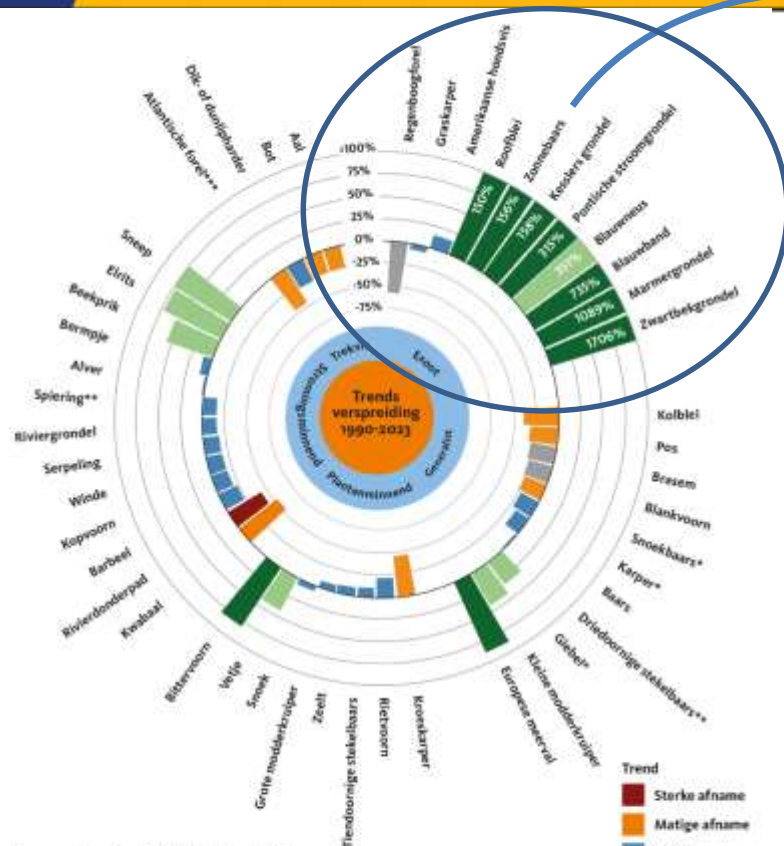 Regenboogforel
Graskarper
Amerikaanse hondsvis
Roofblei
Zonnebaars
Kesslers grondel
Pontische stroomgrondel
Blauwneus
Blauwband
Marmergrondel
Zwartbekgrondel
Kolblei
Pos
Brasem
Blankvoorn
Snoekbaars*
Karper*
Baars
Driedoornige stekelbaars**
Giebel*
Kleine modderkruiper
Europese meerval
Kroeskarper
Rietvoorn
Tiendoornige stekelbaars
Zeelt
Grote modderkruiper
Snoek
Vetje
Bittervoorn
Kwabaal
Rivierdonderpad
Barbeel
Kopvoorn
Winde
Serpeling
Riviergrondel
Spiering**
Alver
Bermpje
Beekprik
Elrits
Sneep
Atlantische forel***
Dik- of dunlipharder
Bot
Aal
100%
75%
50%
25%
0%
-25%
-50%
-75%
150%
156%
158%
315%
735%
1089%
1706%
Exoot
Generalist
Plantenminnend
Stromingsminnend
Trends
verspreiding
1990-2023
Trend
Sterke afname
Matige afname